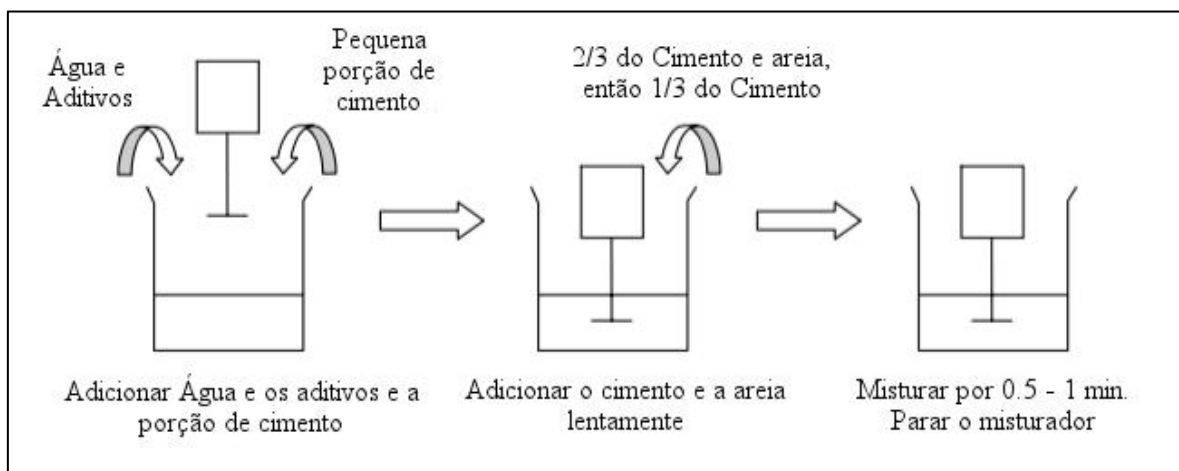 Água e
Aditivos
Pequena
porção de
cimento
2/3 do Cimento e areia,
então 1/3 do Cimento
Adicionar Água e os aditivos e a
porção de cimento
Adicionar o cimento e a areia
lentamente
Misturar por 0.5 - 1 min.
Parar o misturador